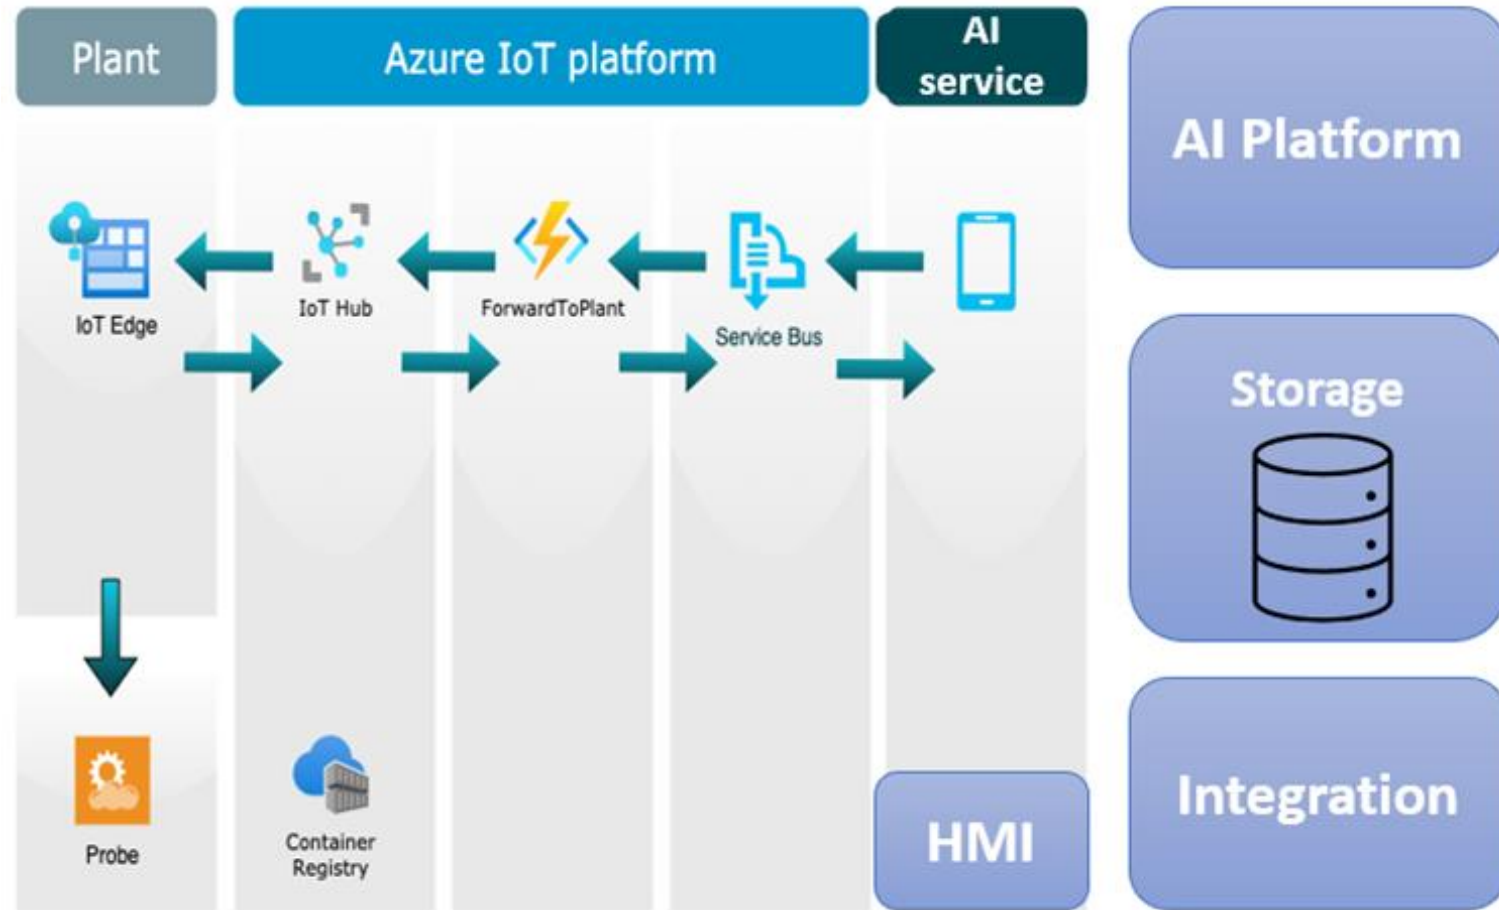 Plant
Azure IoT platform
AI
service
AI Platform
IoT Edge
IoT Hub
ForwardToPlant
Service Bus
Storage
Probe
Container
Registry
HMI
Integration